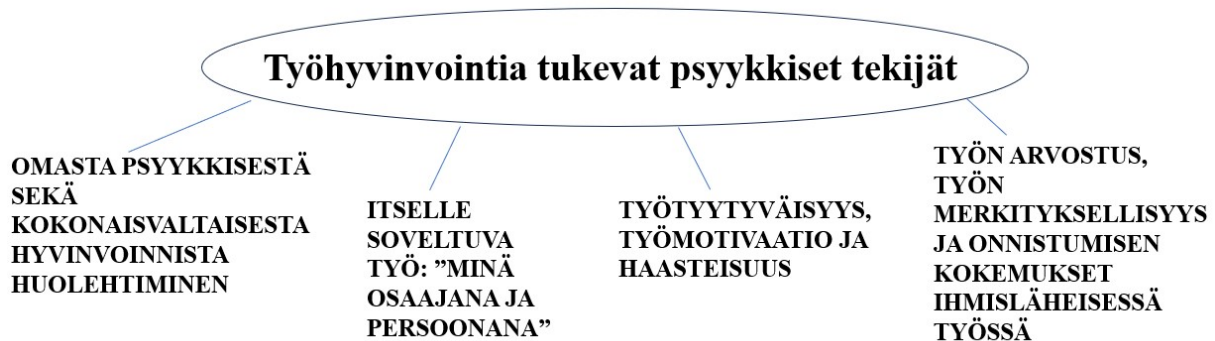 Työhyvinvointia tukevat psyykkiset tekijät
OMASTA PSYYKKISESTÄ
SEKÄ
KOKONAISVALTAISESTA
HYVINVOINNISTA
HUOLEHTIMINEN
ITSELLE
SOVELTUVA
TYÖ: ”MINÄ
OSAAJANA JA
PERSOONANA”
TYÖTYYTYVÄISYYS,
TYÖMOTIVAATIO JA
HAASTEISUUS
TYÖN ARVOSTUS,
TYÖN
MERKITYKSELLISYYS
JA ONNISTUMISEN
KOKEMUKSET
IHMISLÄHEISESSÄ
TYÖSSÄ